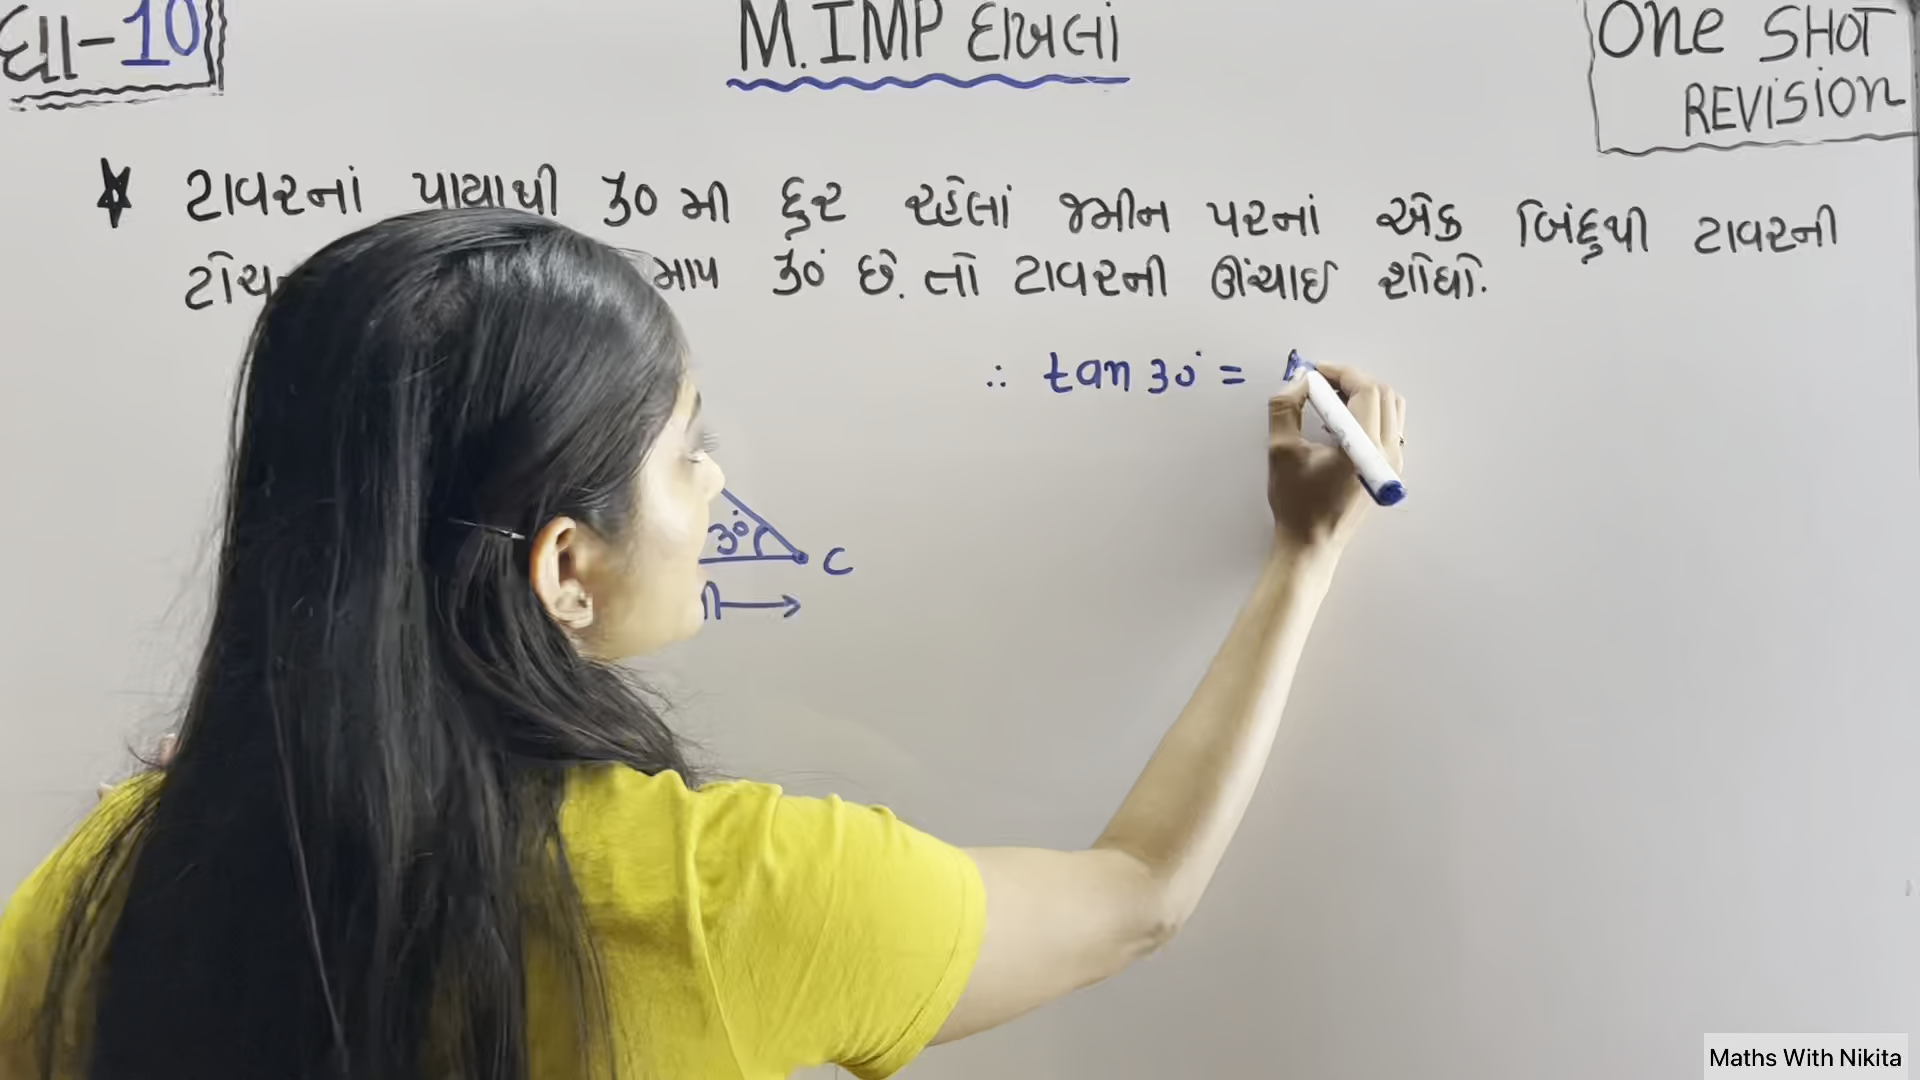 ધા-10
M.IMP દાખલાં
One SHOT
REVISION
★ ટાવરનાં પાયાથી 30 મી દુર રહેલાં જમીન પરનાં એક બિંદુથી ટાવરની
માપ 30° છે. તો ટાવરની ઊંચાઈ શોધો.
∴ tan 30° =
30°
C
Maths With Nikita